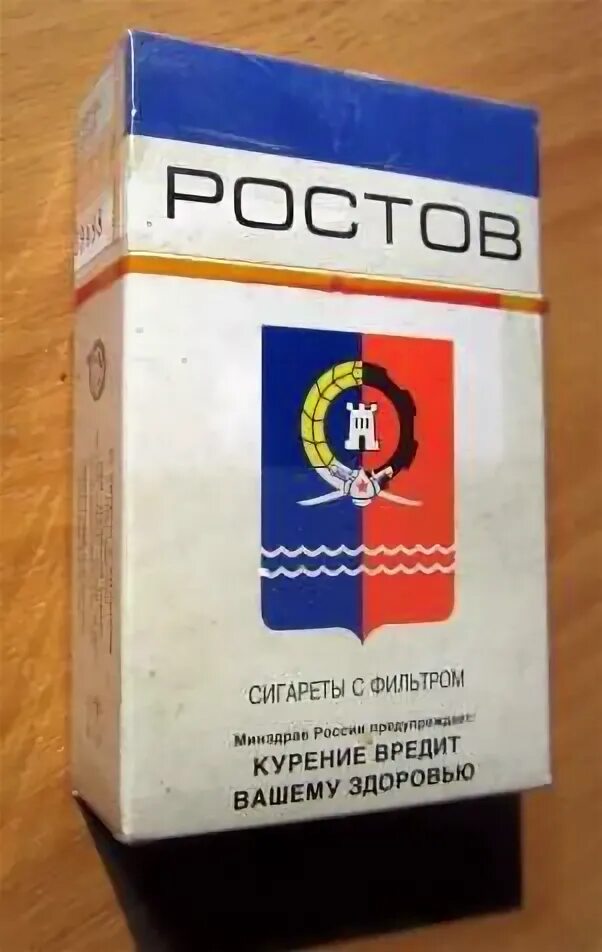 РОСТОВ
СИГАРЕТЫ С ФИЛЬТРОМ
Минздрав России предупреждает:
КУРЕНИЕ ВРЕДИТ
ВАШЕМУ ЗДОРОВЬЮ